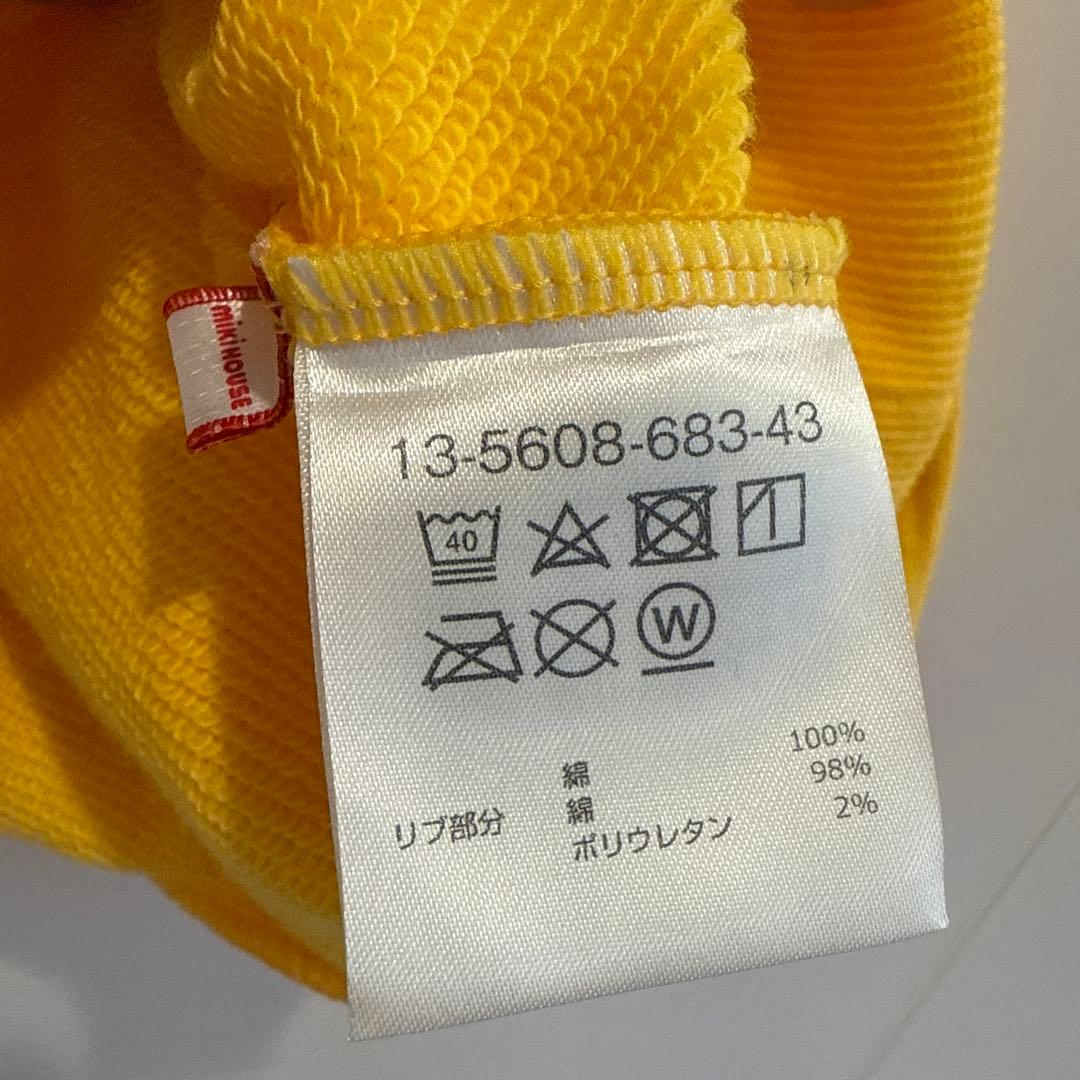 MIKIHOUSE
13-5608-683-43
40
W
綿 100%
リブ部分 綿 98%
ポリウレタン 2%